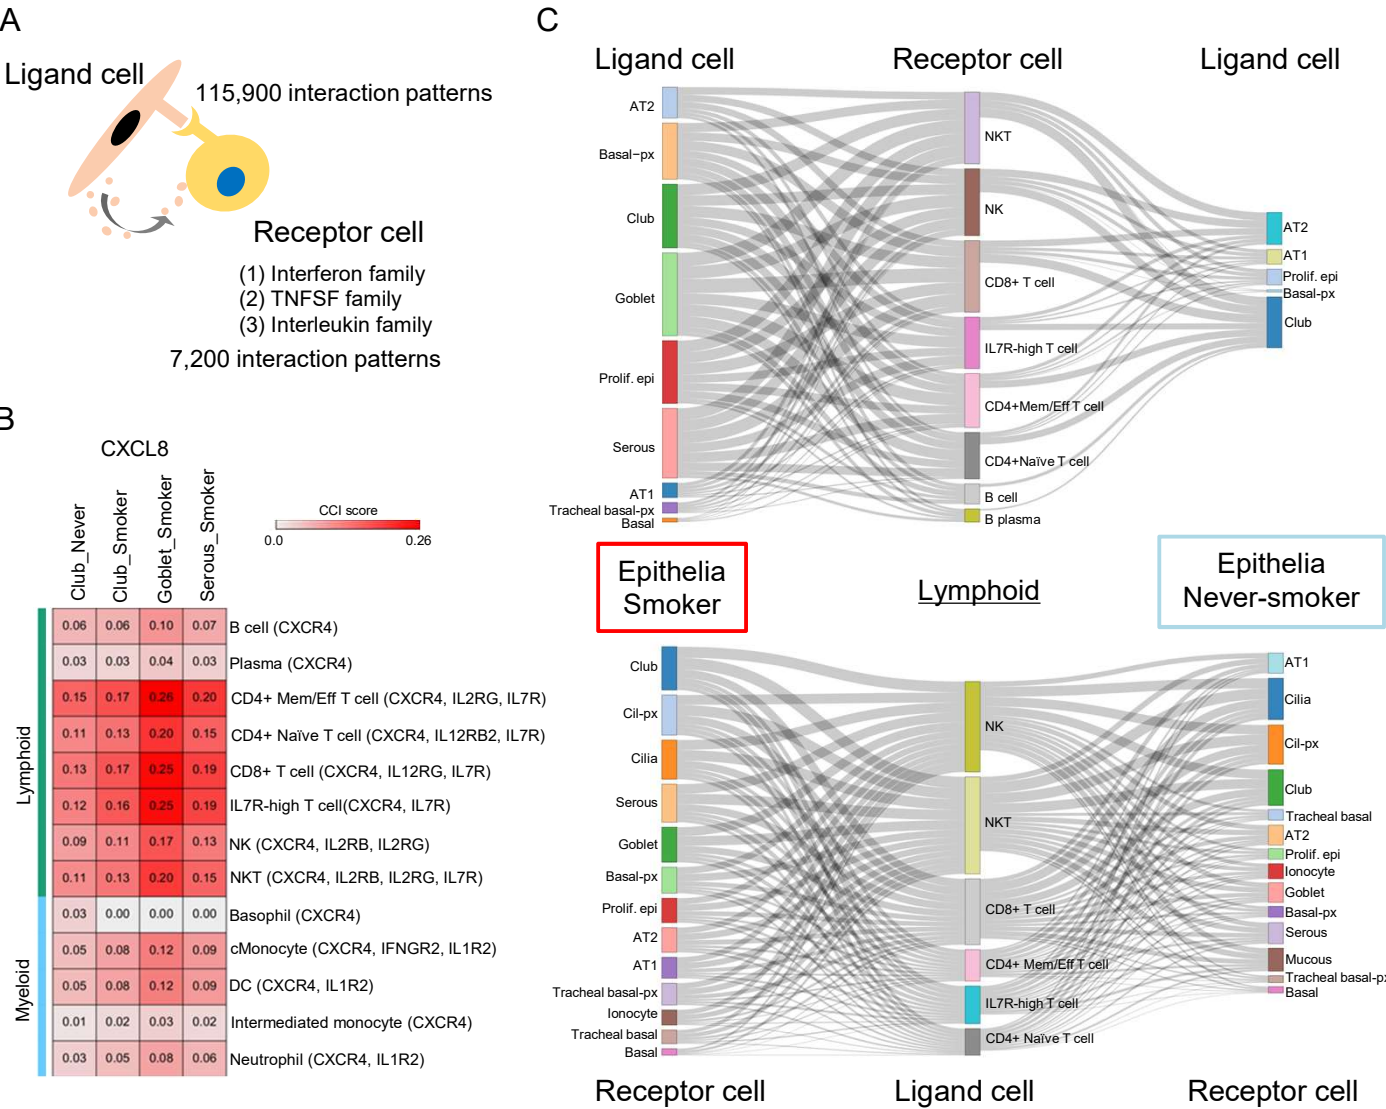 A
Ligand cell
115,900 interaction patterns
Receptor cell
(1) Interferon family
(2) TNFSF family
(3) Interleukin family
7,200 interaction patterns
B
CXCL8
Club_Never
Club_Smoker
Goblet_Smoker
Serous_Smoker
CCI score
0.0 0.26
Lymphoid
0.06 0.06 0.10 0.07 B cell (CXCR4)
0.03 0.03 0.04 0.03 Plasma (CXCR4)
0.15 0.17 0.26 0.20 CD4+ Mem/Eff T cell (CXCR4, IL2RG, IL7R)
0.11 0.13 0.20 0.15 CD4+ Naïve T cell (CXCR4, IL12RB2, IL7R)
0.13 0.17 0.25 0.19 CD8+ T cell (CXCR4, IL12RG, IL7R)
0.12 0.16 0.25 0.19 IL7R-high T cell(CXCR4, IL7R)
0.09 0.11 0.17 0.13 NK (CXCR4, IL2RB, IL2RG)
0.11 0.13 0.20 0.15 NKT (CXCR4, IL2RB, IL2RG, IL7R)
Myeloid
0.03 0.00 0.00 0.00 Basophil (CXCR4)
0.05 0.08 0.12 0.09 cMonocyte (CXCR4, IFNGR2, IL1R2)
0.05 0.08 0.12 0.09 DC (CXCR4, IL1R2)
0.01 0.02 0.03 0.02 Intermediated monocyte (CXCR4)
0.03 0.05 0.08 0.06 Neutrophil (CXCR4, IL1R2)
C
Ligand cell
Receptor cell
Ligand cell
AT2
Basal-px
Club
Goblet
Prolif. epi
Serous
AT1
Tracheal basal-px
Basal
NKT
NK
CD8+ T cell
IL7R-high T cell
CD4+Mem/Eff T cell
CD4+Naïve T cell
B cell
B plasma
AT2
AT1
Prolif. epi
Basal-px
Club
Epithelia
Smoker
Lymphoid
Epithelia
Never-smoker
Club
Cil-px
Cilia
Serous
Goblet
Basal-px
Prolif. epi
AT2
AT1
Tracheal basal-px
Ionocyte
Tracheal basal
Basal
NK
NKT
CD8+ T cell
CD4+ Mem/Eff T cell
IL7R-high T cell
CD4+ Naïve T cell
AT1
Cilia
Cil-px
Club
Tracheal basal
AT2
Prolif. epi
Ionocyte
Goblet
Basal-px
Serous
Mucous
Tracheal basal-px
Basal
Receptor cell
Ligand cell
Receptor cell